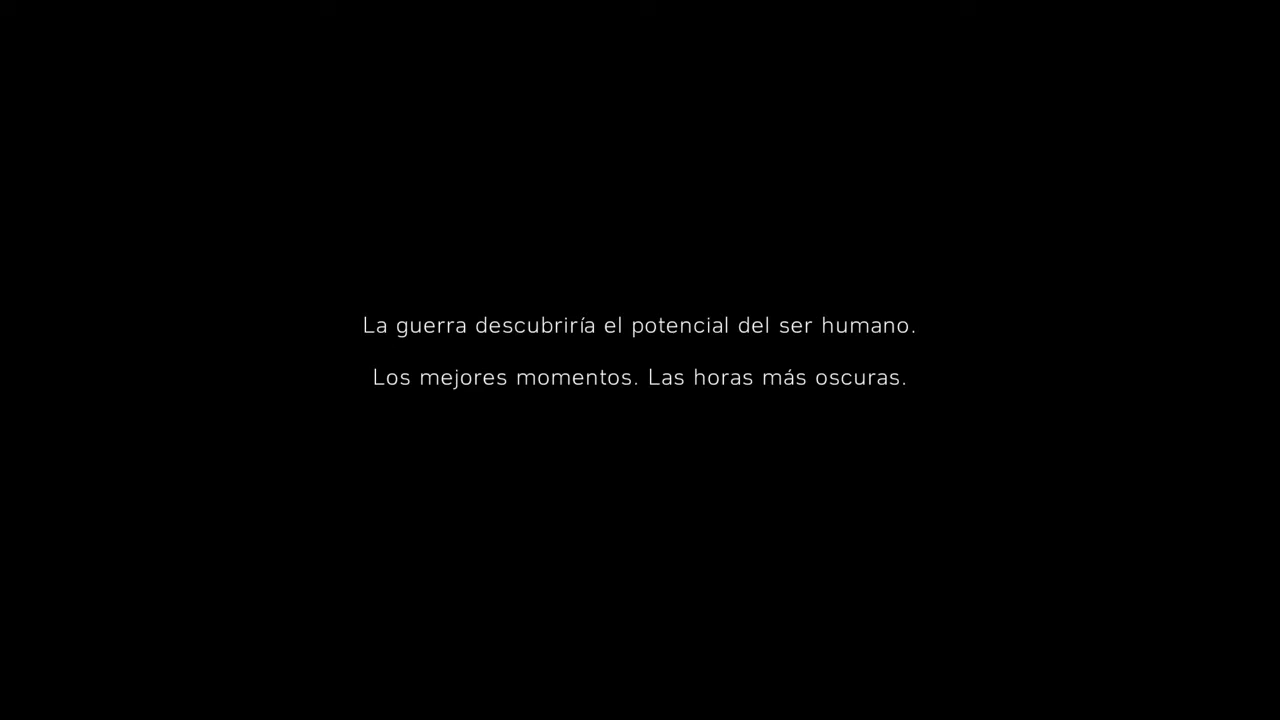 La guerra descubriría el potencial del ser humano.
Los mejores momentos. Las horas más oscuras.